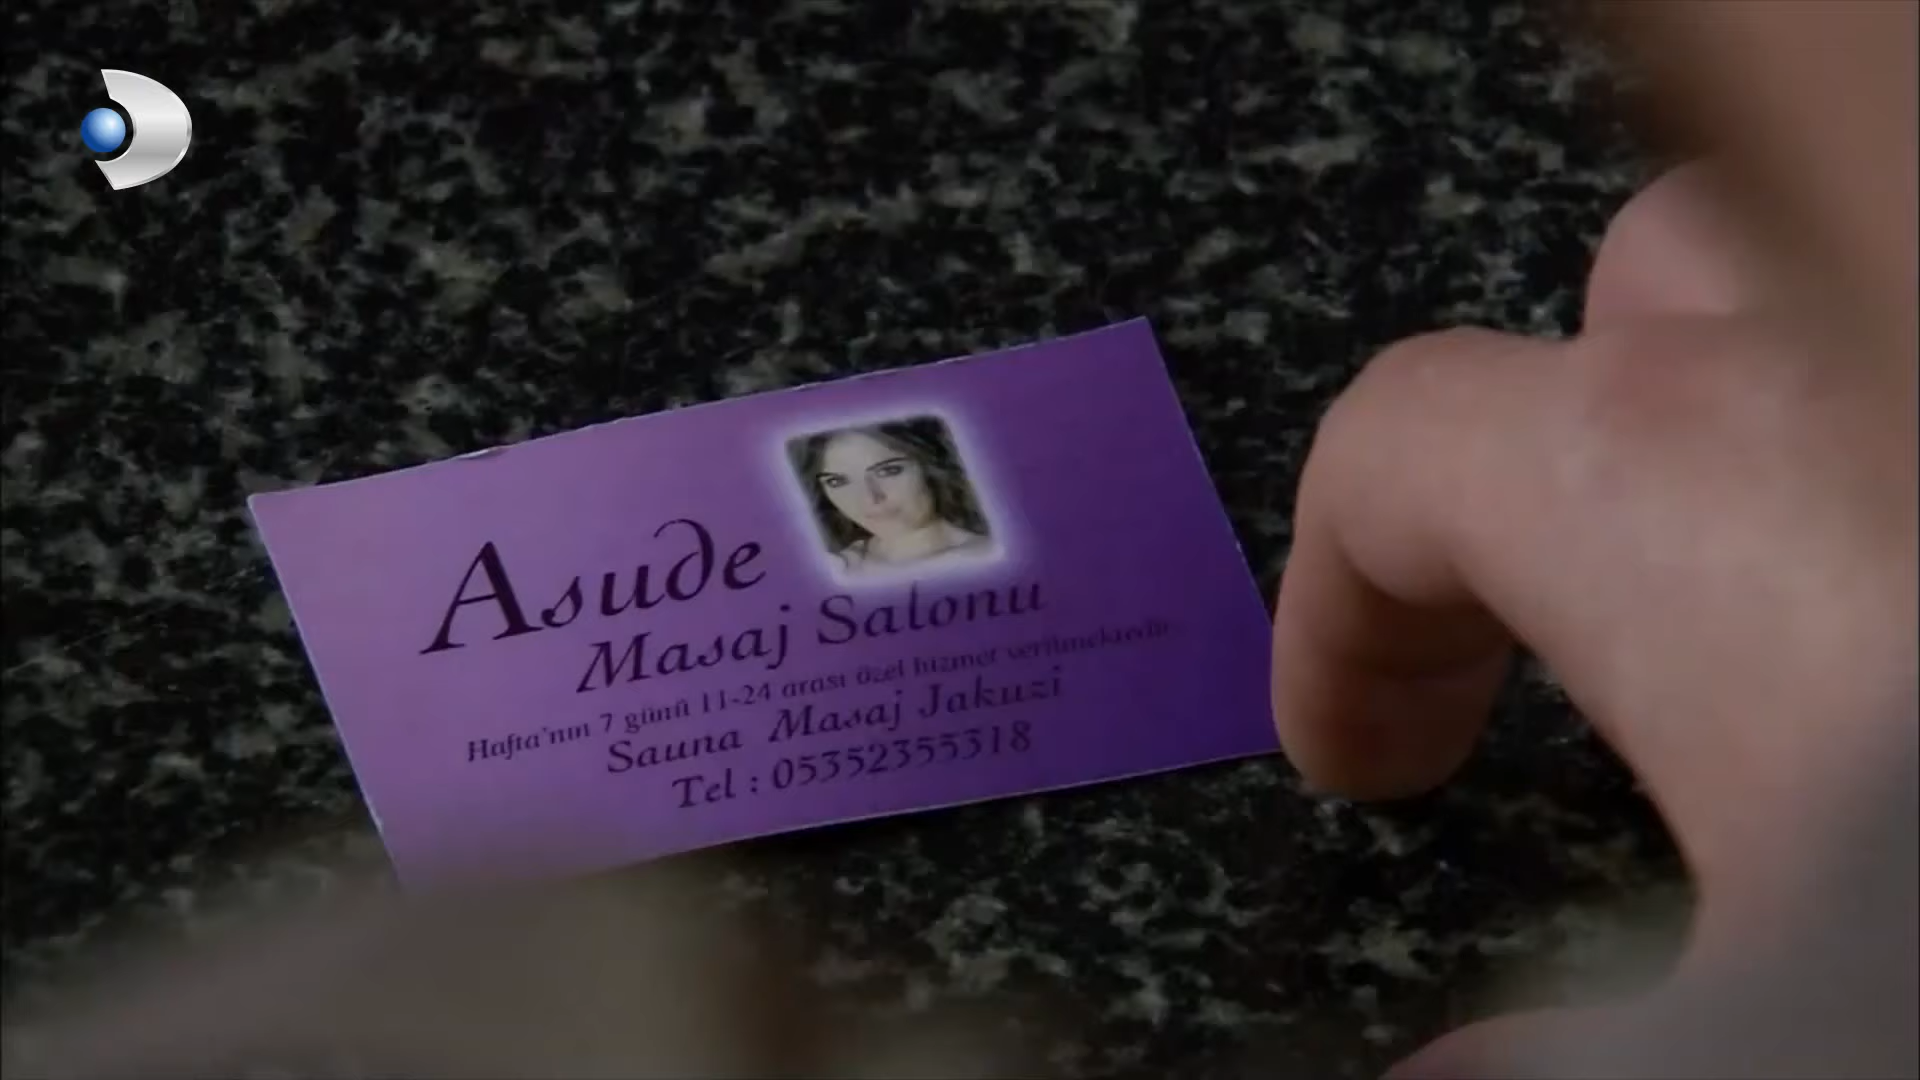 Asude
Masaj Salonu
Hafta'nın 7 günü 11-24 arası özel hizmet verilmektedir.
Sauna Masaj Jakuzi
Tel : 05352355318